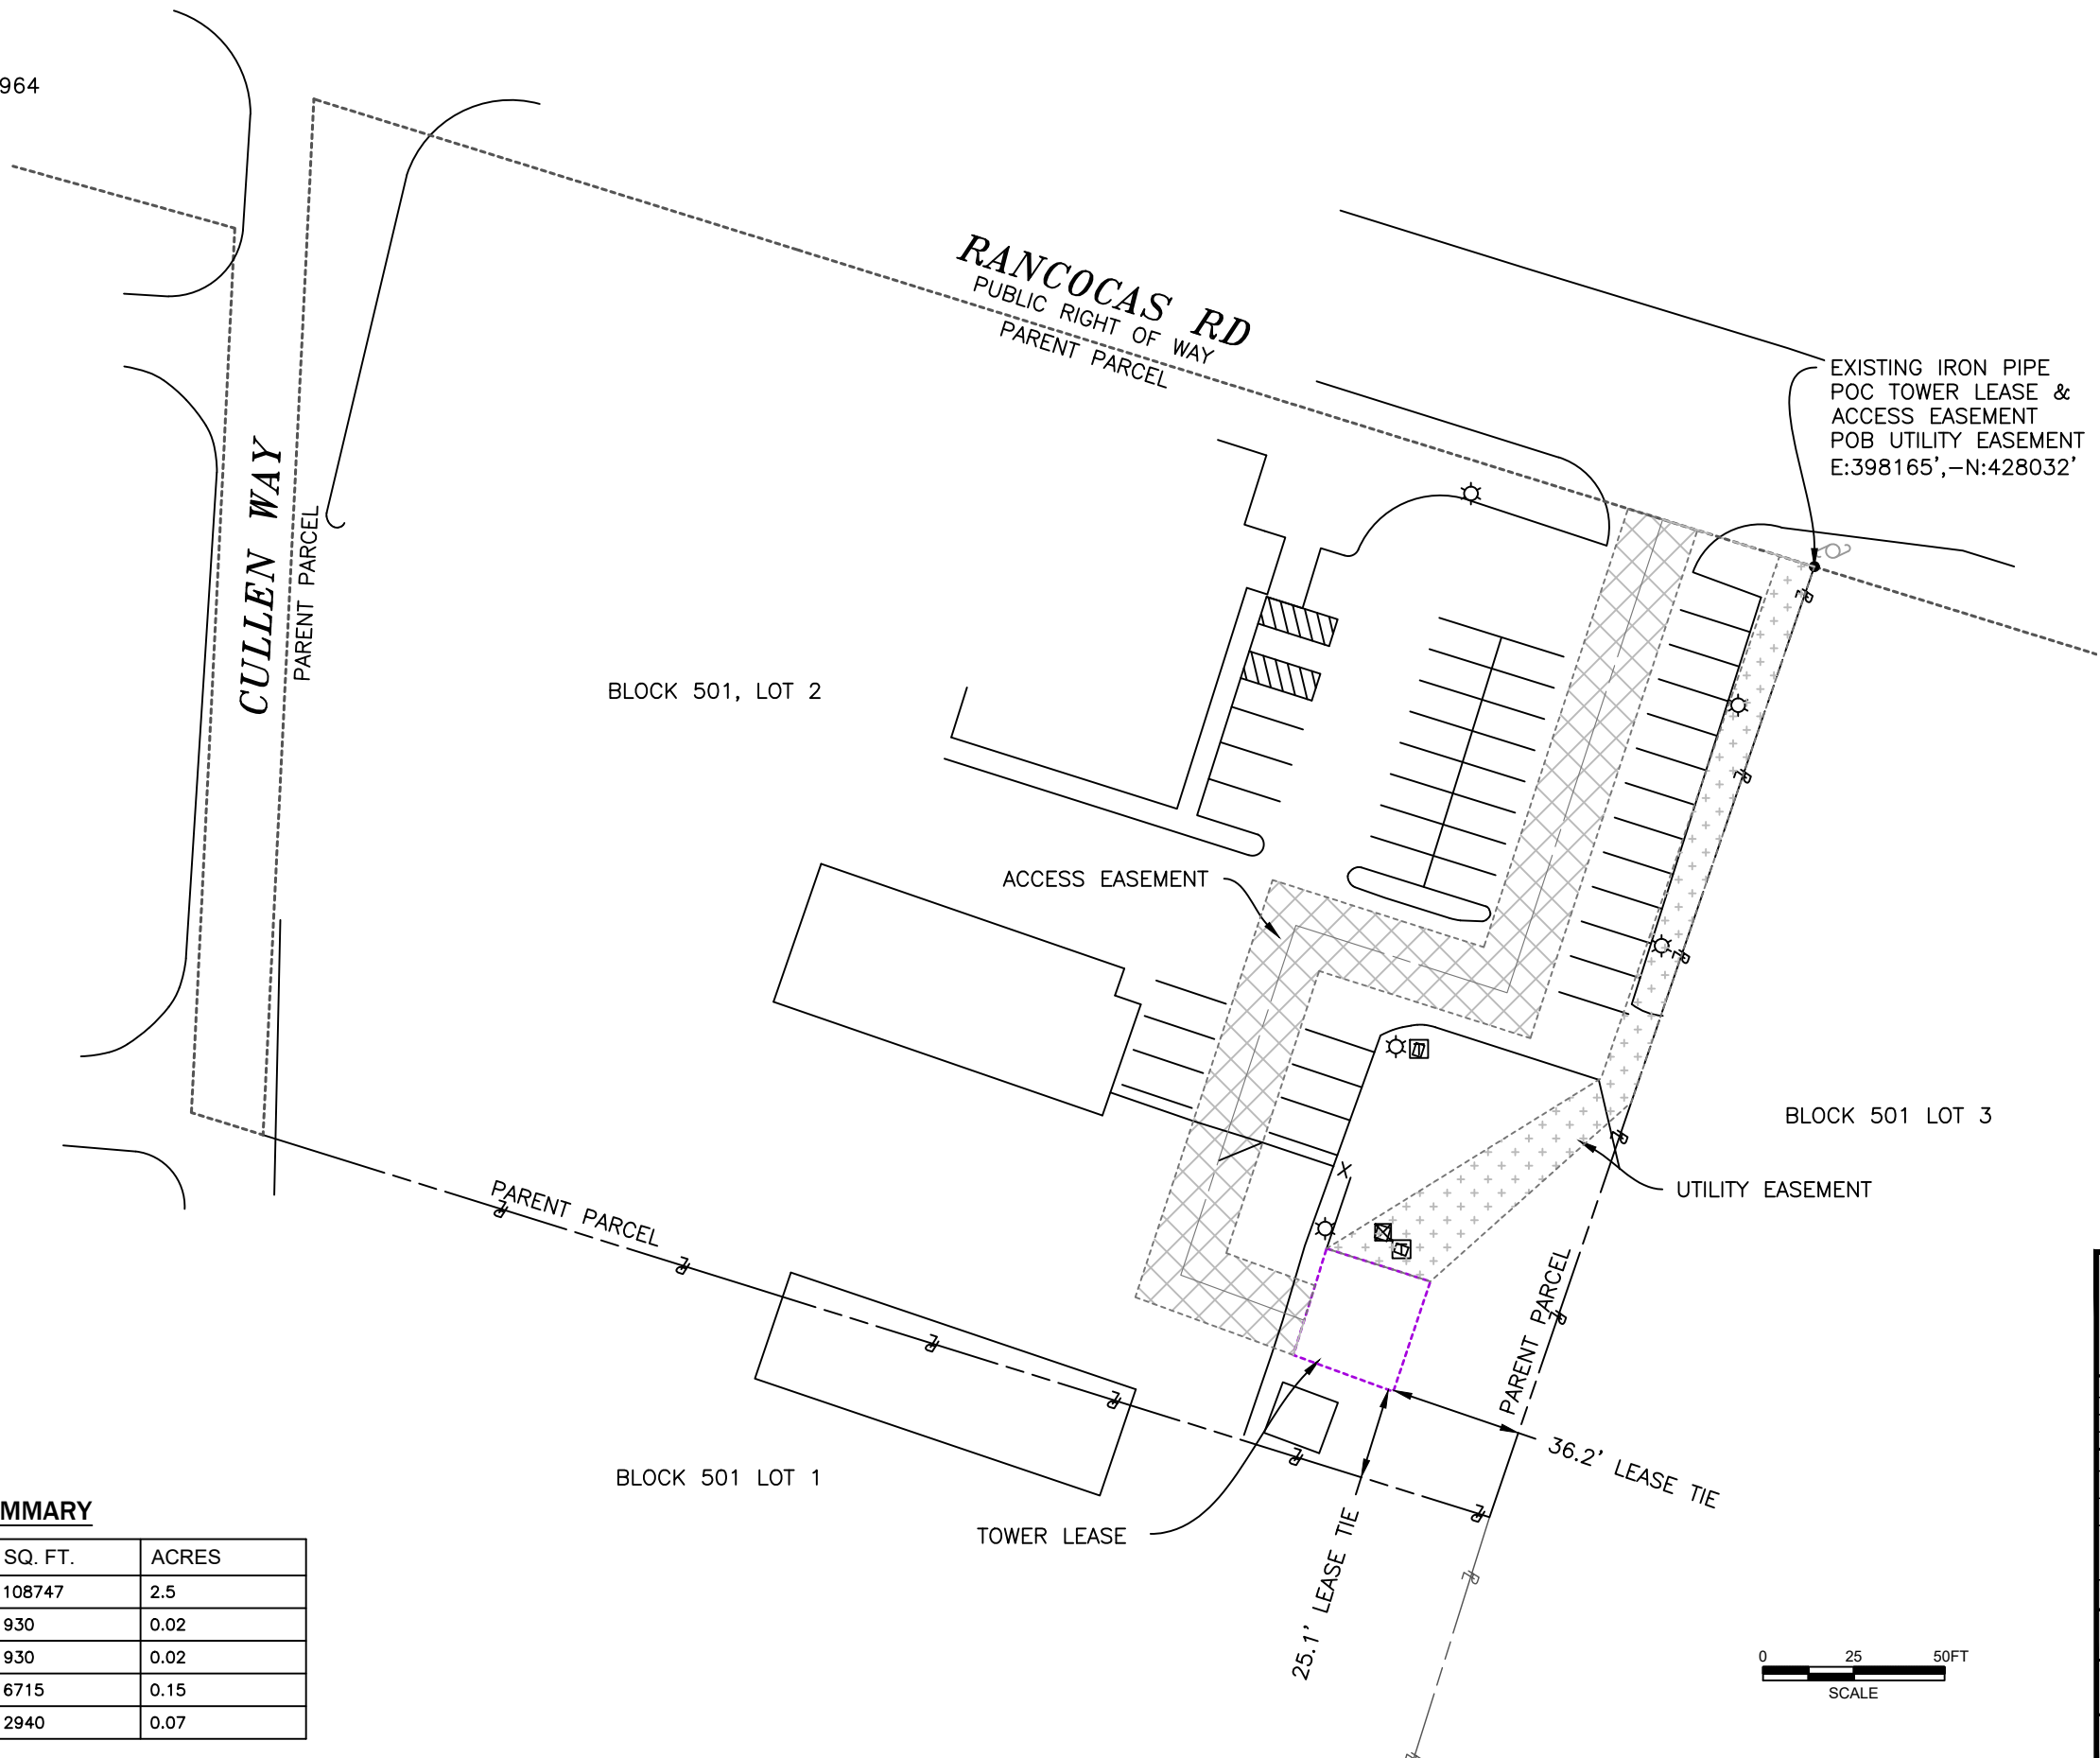 964
RANCOCAS RD
PUBLIC RIGHT OF WAY
PARENT PARCEL
EXISTING IRON PIPE
POC TOWER LEASE &
ACCESS EASEMENT
POB UTILITY EASEMENT
E:398165',-N:428032'
CULLEN WAY
PARENT PARCEL
BLOCK 501, LOT 2
ACCESS EASEMENT
BLOCK 501 LOT 3
UTILITY EASEMENT
PARENT PARCEL
PARENT PARCEL
36.2' LEASE TIE
BLOCK 501 LOT 1
TOWER LEASE
25.1' LEASE TIE
MMARY
SQ. FT. ACRES
108747 2.5
930 0.02
930 0.02
6715 0.15
2940 0.07
0 25 50FT
SCALE